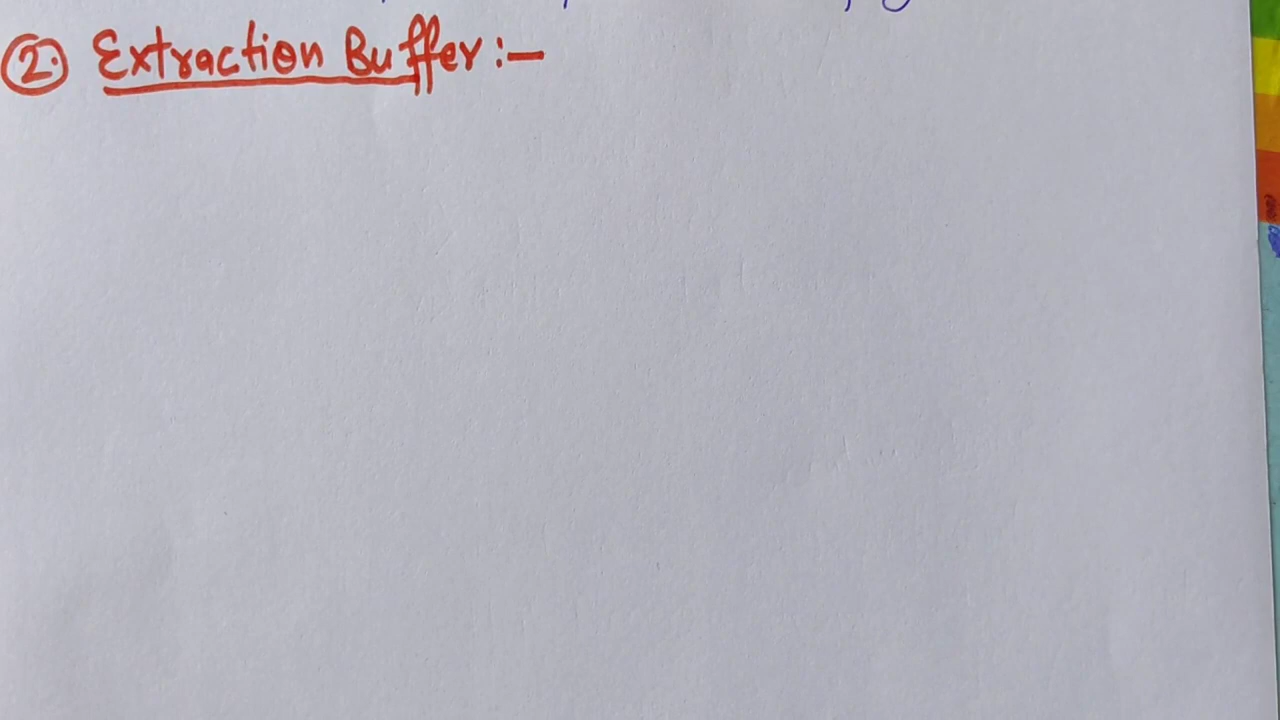 2. Extraction Buffer :-